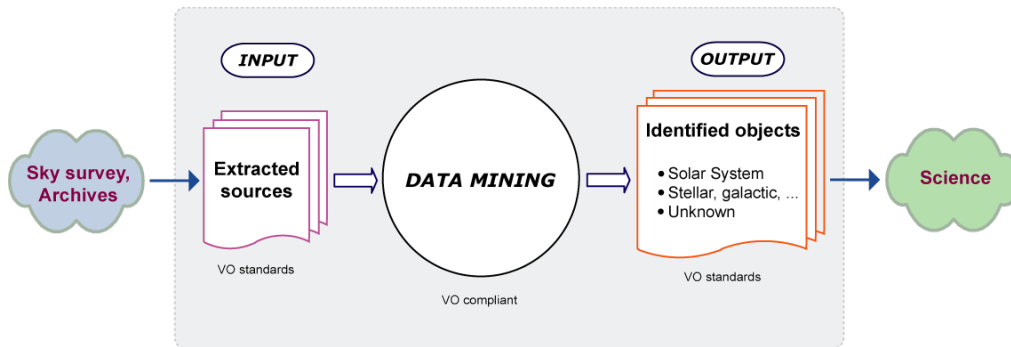 INPUT
OUTPUT
Sky survey,
Archives
Extracted
sources
VO standards
DATA MINING
VO compliant
Identified objects
• Solar System
• Stellar, galactic, ...
• Unknown
VO standards
Science